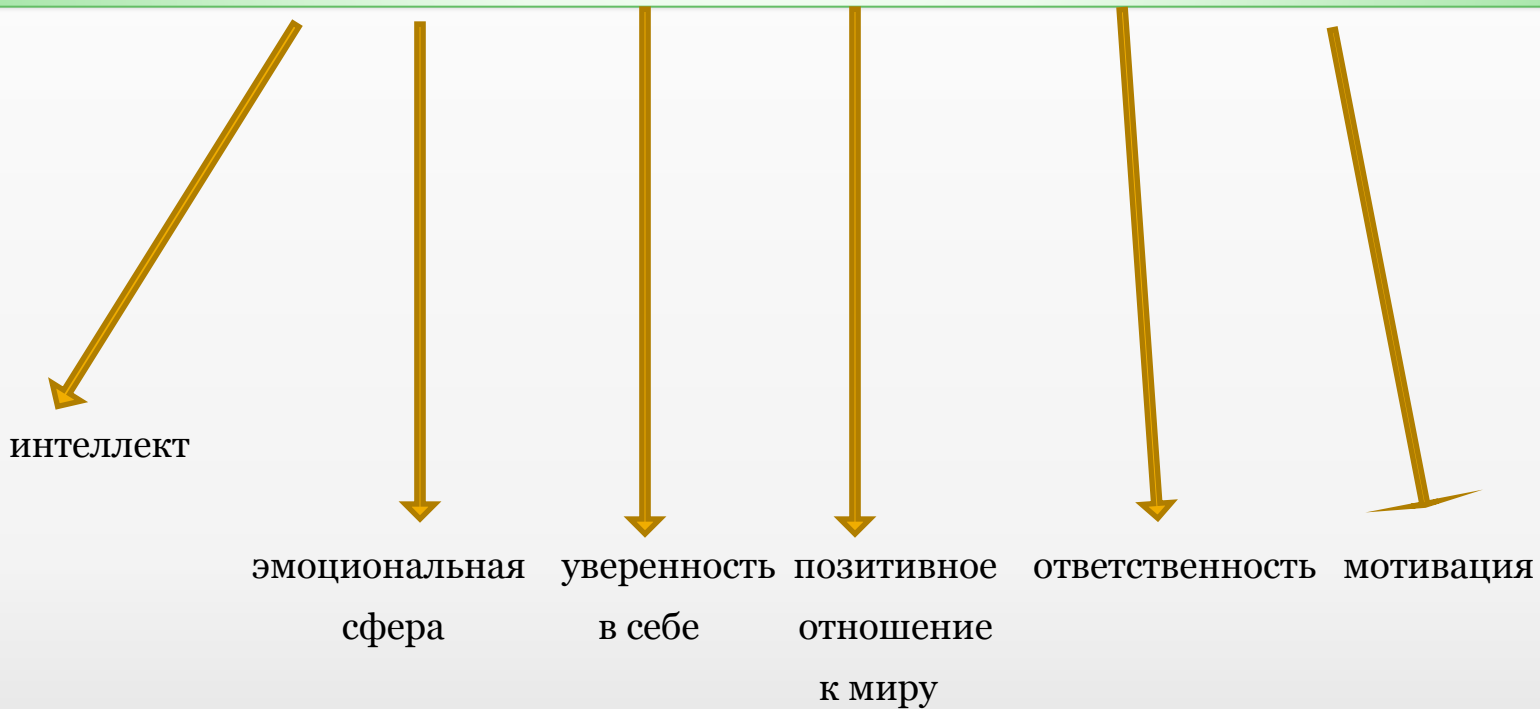 интеллект
эмоциональная уверенность позитивное ответственность мотивация
сфера в себе отношение
к миру